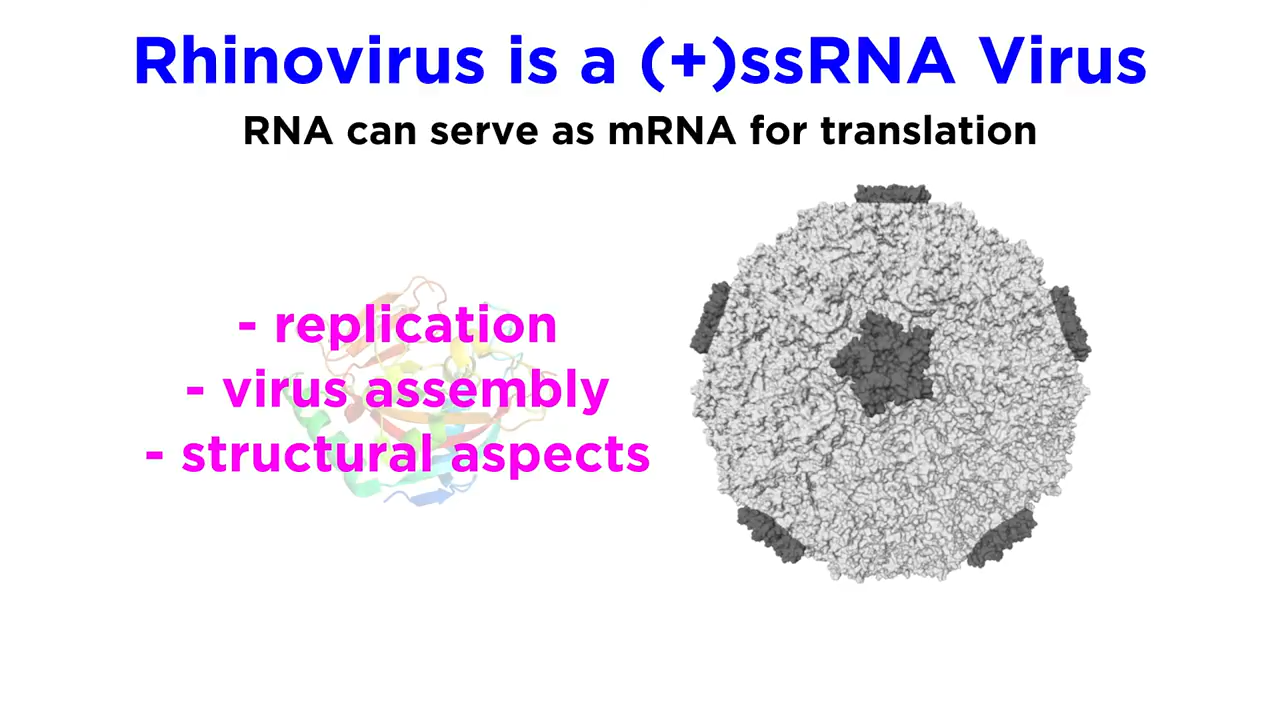 Rhinovirus is a (+)ssRNA Virus
RNA can serve as mRNA for translation
- replication
- virus assembly
- structural aspects